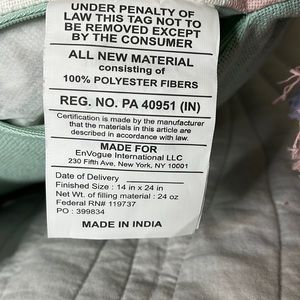 UNDER PENALTY OF
LAW THIS TAG NOT TO
BE REMOVED EXCEPT
BY THE CONSUMER
ALL NEW MATERIAL
consisting of
100% POLYESTER FIBERS
REG. NO. PA 40951 (IN)
Certification is made by the manufacturer
that the materials in this article are
described in accordance with law.
MADE FOR
EnVogue International LLC
230 Fifth Ave, New York, NY 10001
Date of Delivery
Finished Size : 14 in x 24 in
Net Wt. of filling material : 24 oz
Federal RN# 119737
PO : 399834
MADE IN INDIA